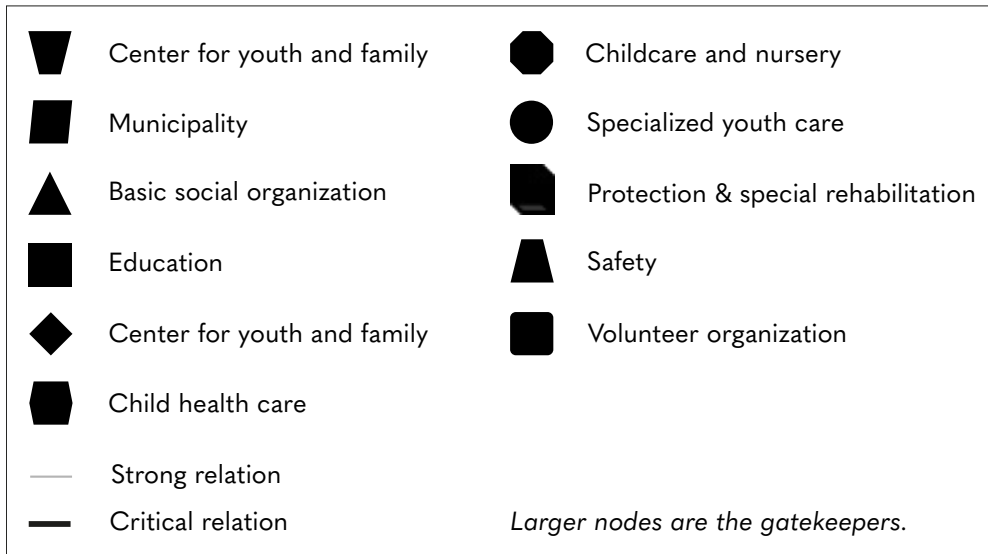 Center for youth and family
Municipality
Basic social organization
Education
Center for youth and family
Child health care
Strong relation
Critical relation
Childcare and nursery
Specialized youth care
Protection & special rehabilitation
Safety
Volunteer organization
Larger nodes are the gatekeepers.